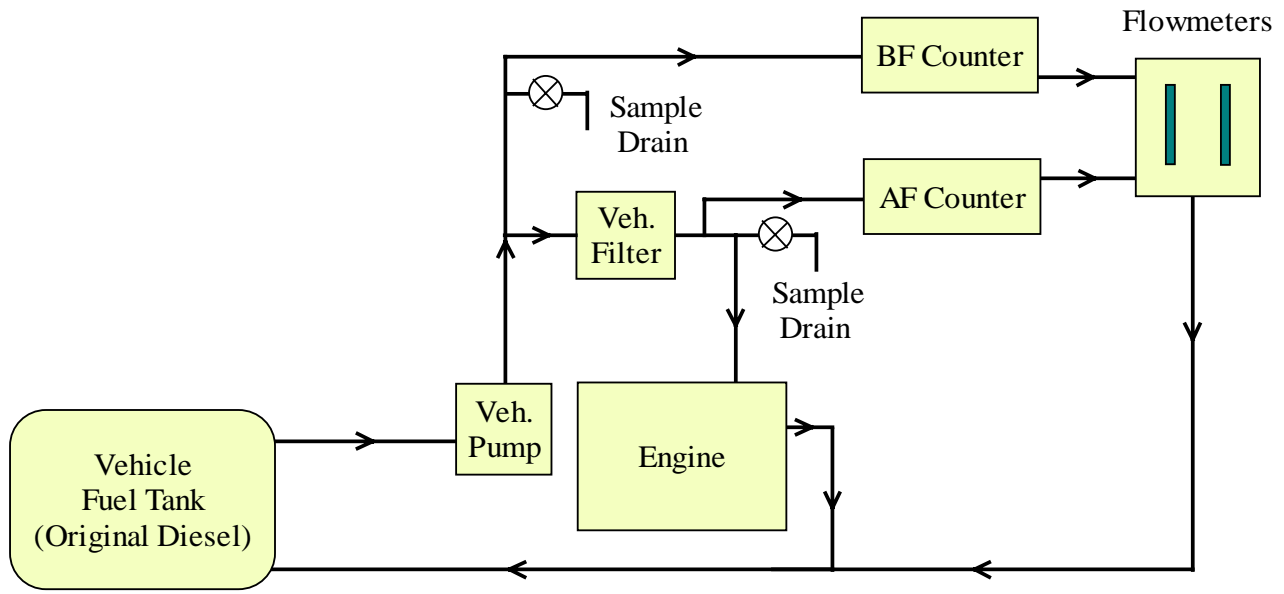 Flowmeters
BF Counter
Sample
Drain
AF Counter
Veh.
Filter
Sample
Drain
Veh.
Pump
Engine
Vehicle
Fuel Tank
(Original Diesel)